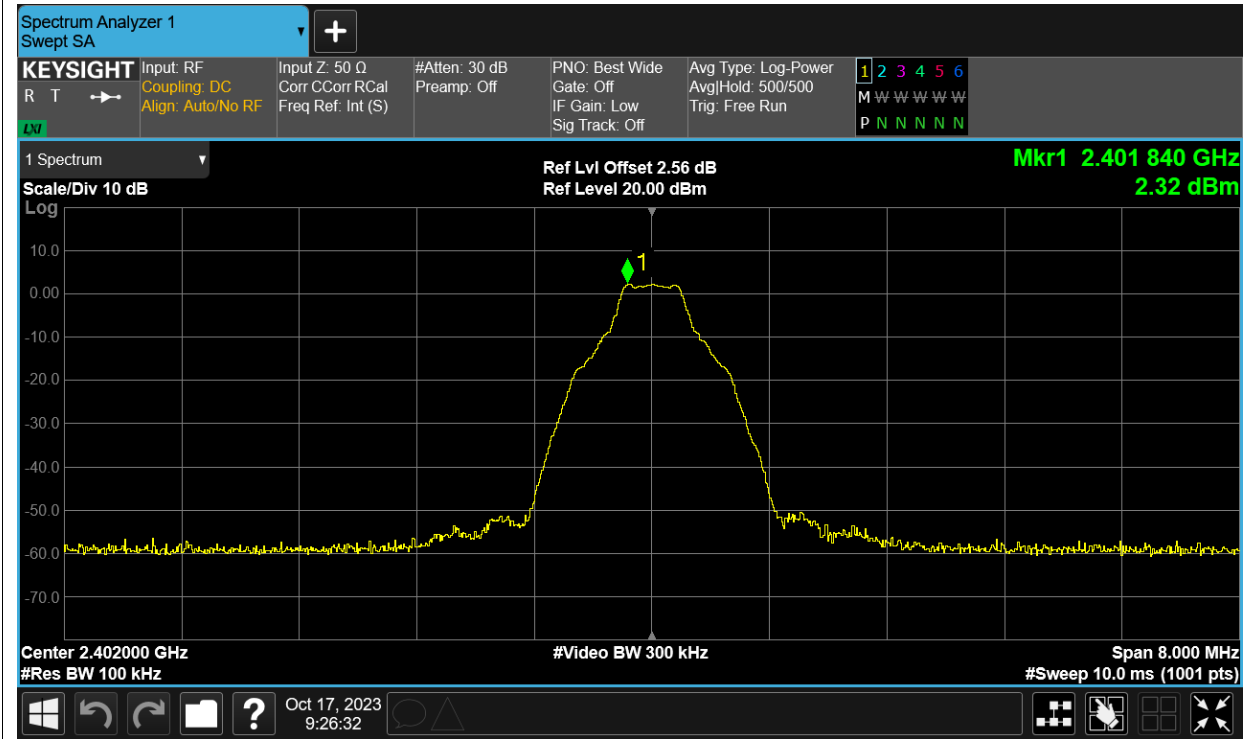 Spectrum Analyzer 1
Swept SA
KEYSIGHT
R T
LXI
Input: RF
Coupling: DC
Align: Auto/No RF
Input Z: 50 Ω
Corr CCorr RCal
Freq Ref: Int (S)
#Atten: 30 dB
Preamp: Off
PNO: Best Wide
Gate: Off
IF Gain: Low
Sig Track: Off
Avg Type: Log-Power
Avg|Hold: 500/500
Trig: Free Run
1 2 3 4 5 6
M W W W W W W
P N N N N N N
1 Spectrum
Scale/Div 10 dB
Log
Ref Lvl Offset 2.56 dB
Ref Level 20.00 dBm
Mkr1 2.401 840 GHz
2.32 dBm
10.0
0.00
-10.0
-20.0
-30.0
-40.0
-50.0
-60.0
-70.0
1
Center 2.402000 GHz
#Res BW 100 kHz
#Video BW 300 kHz
Span 8.000 MHz
#Sweep 10.0 ms (1001 pts)
?
Oct 17, 2023
9:26:32